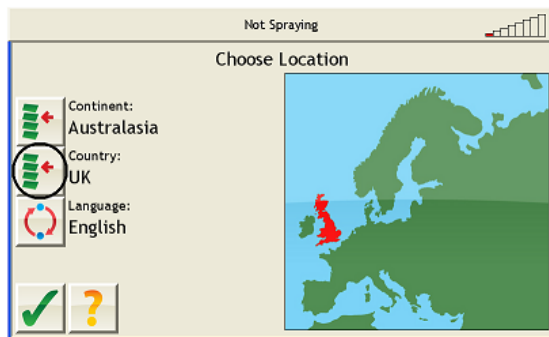 Not Spraying
Choose Location
Continent:
Australasia
Country:
UK
Language:
English
?